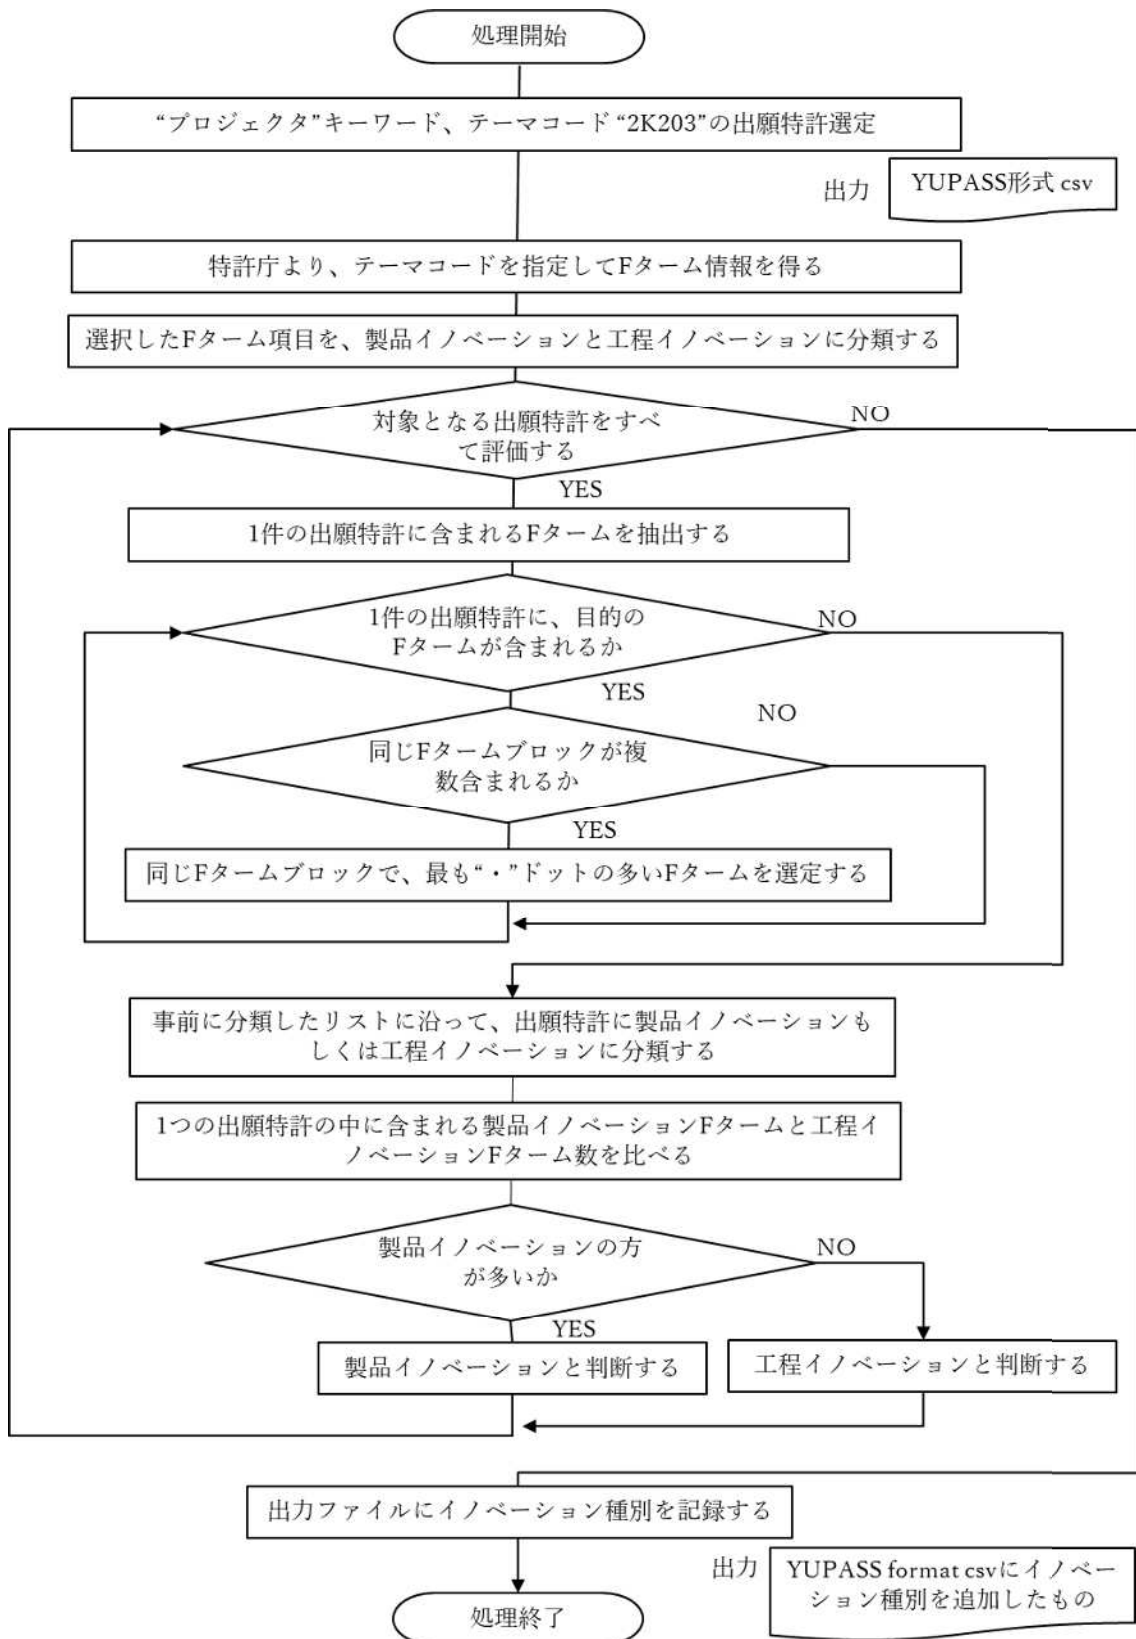 処理開始
“プロジェクタ”キーワード、テーマコード “2K203”の出願特許選定
出力
YUPASS形式 csv
特許庁より、テーマコードを指定してFターム情報を得る
選択したFターム項目を、製品イノベーションと工程イノベーションに分類する
対象となる出願特許をすべ
て評価する
NO
YES
1件の出願特許に含まれるFタームを抽出する
1件の出願特許に、目的の
Fタームが含まれるか
NO
YES
NO
同じFタームブロックが複
数含まれるか
YES
同じFタームブロックで、最も“・”ドットの多いFタームを選定する
事前に分類したリストに沿って、出願特許に製品イノベーションも
しくは工程イノベーションに分類する
1つの出願特許の中に含まれる製品イノベーションFタームと工程イ
ノベーションFターム数を比べる
製品イノベーションの方
が多いか
NO
YES
製品イノベーションと判断する
工程イノベーションと判断する
出力ファイルにイノベーション種別を記録する
出力
YUPASS format csvにイノベー
ション種別を追加したもの
処理終了